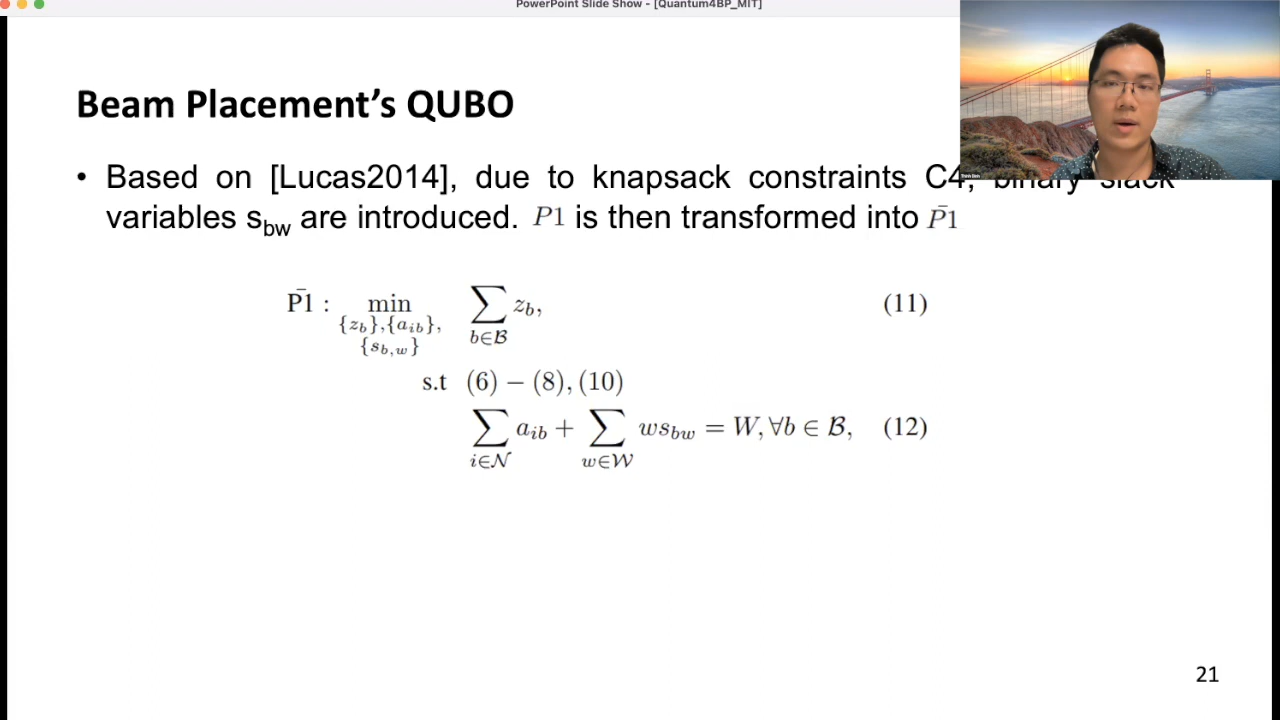 PowerPoint Slide Show - [Quantum4BP_MIT]
Beam Placement's QUBO
• Based on [Lucas2014], due to knapsack constraints C4, binary slack
variables s_bw are introduced. P1 is then transformed into P̄1
P̄1 : min_{{z_b},{a_ib},{s_b,w}} ∑_{b∈ℬ} z_b, (11)
s.t (6) − (8), (10)
∑_{i∈𝒩} a_ib + ∑_{w∈𝒲} ws_bw = W, ∀b ∈ ℬ, (12)
21